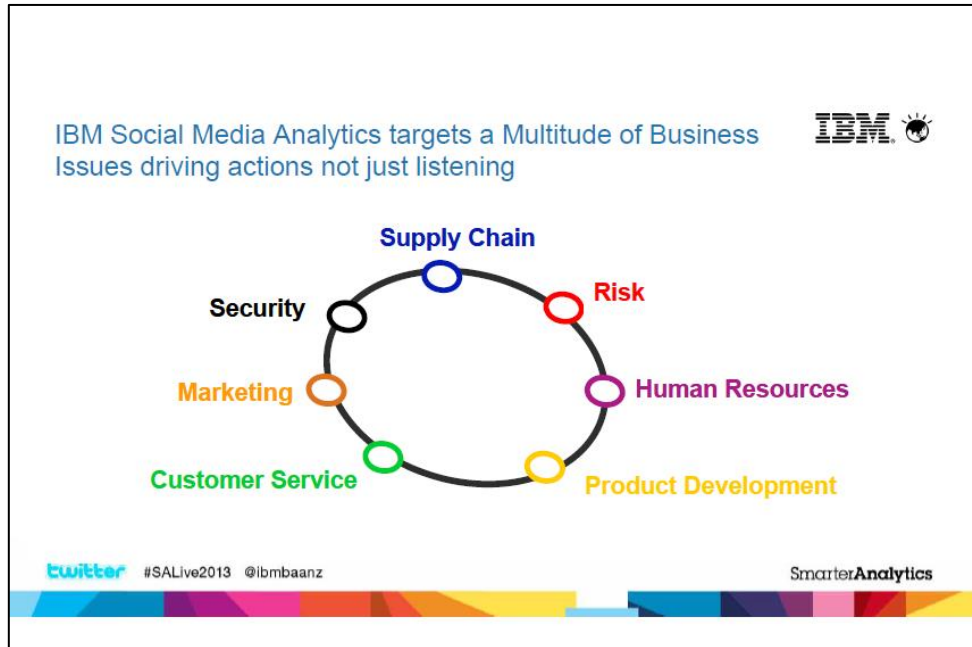 IBM Social Media Analytics targets a Multitude of Business
Issues driving actions not just listening
IBM.
Supply Chain
Security
Risk
Marketing
Human Resources
Customer Service
Product Development
twitter #SALive2013 @ibmbaanz
SmarterAnalytics